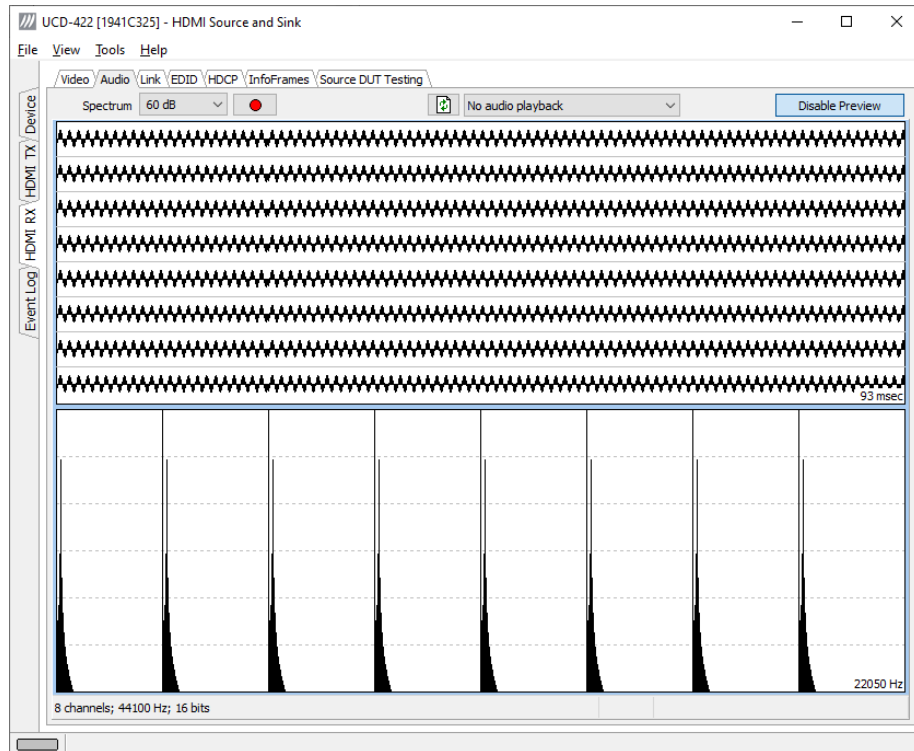 UCD-422 [1941C325] - HDMI Source and Sink
File View Tools Help
Video Audio Link EDID HDCP InfoFrames Source DUT Testing
Spectrum 60 dB No audio playback Disable Preview
Device
HDMI TX
HDMI RX
Event Log
93 msec
22050 Hz
8 channels; 44100 Hz; 16 bits